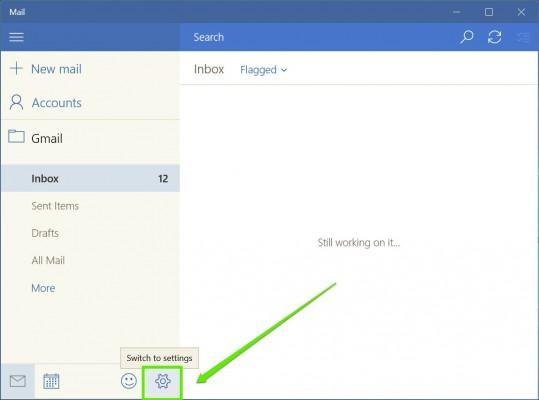 Mail
Search
New mail
Accounts
Gmail
Inbox 12
Sent Items
Drafts
All Mail
More
Inbox Flagged
Still working on it...
Switch to settings